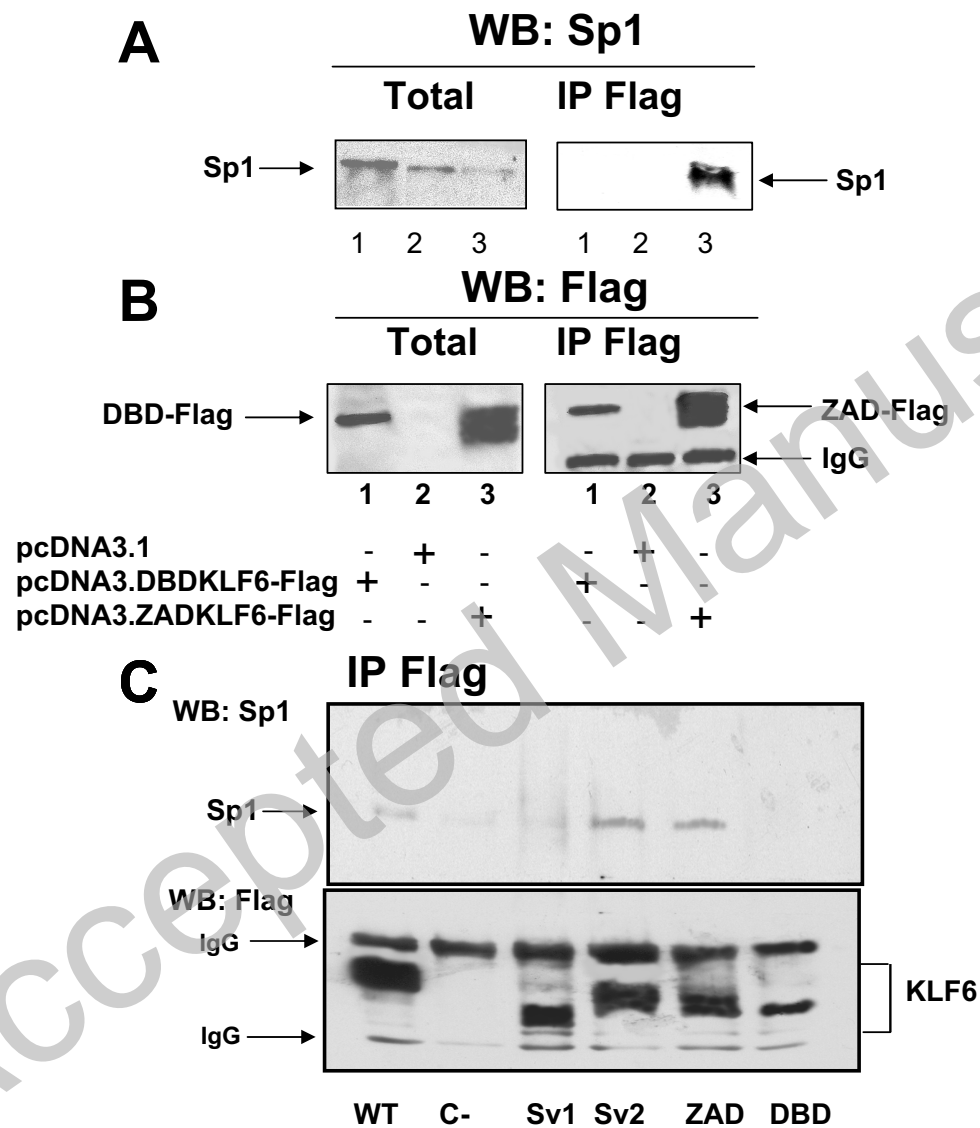 A
WB: Sp1
Total IP Flag
Sp1
Sp1
1 2 3 1 2 3
B
WB: Flag
Total IP Flag
DBD-Flag
ZAD-Flag
IgG
1 2 3 1 2 3
pcDNA3.1 - + - - + -
pcDNA3.DBDKLF6-Flag + - - + - -
pcDNA3.ZADKLF6-Flag - - + - - +
C
IP Flag
WB: Sp1
Sp1
WB: Flag
IgG
KLF6
IgG
WT C- Sv1 Sv2 ZAD DBD
Accepted Manus